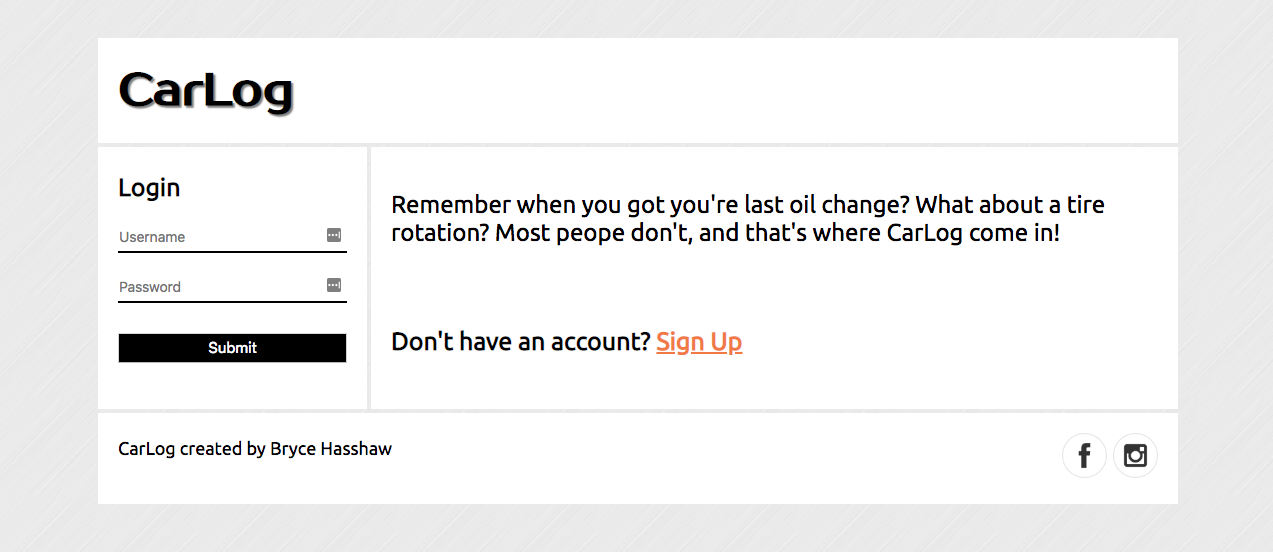 CarLog
Login
Username
Password
Submit
Remember when you got you're last oil change? What about a tire
rotation? Most peope don't, and that's where CarLog come in!
Don't have an account? Sign Up
CarLog created by Bryce Hasshaw